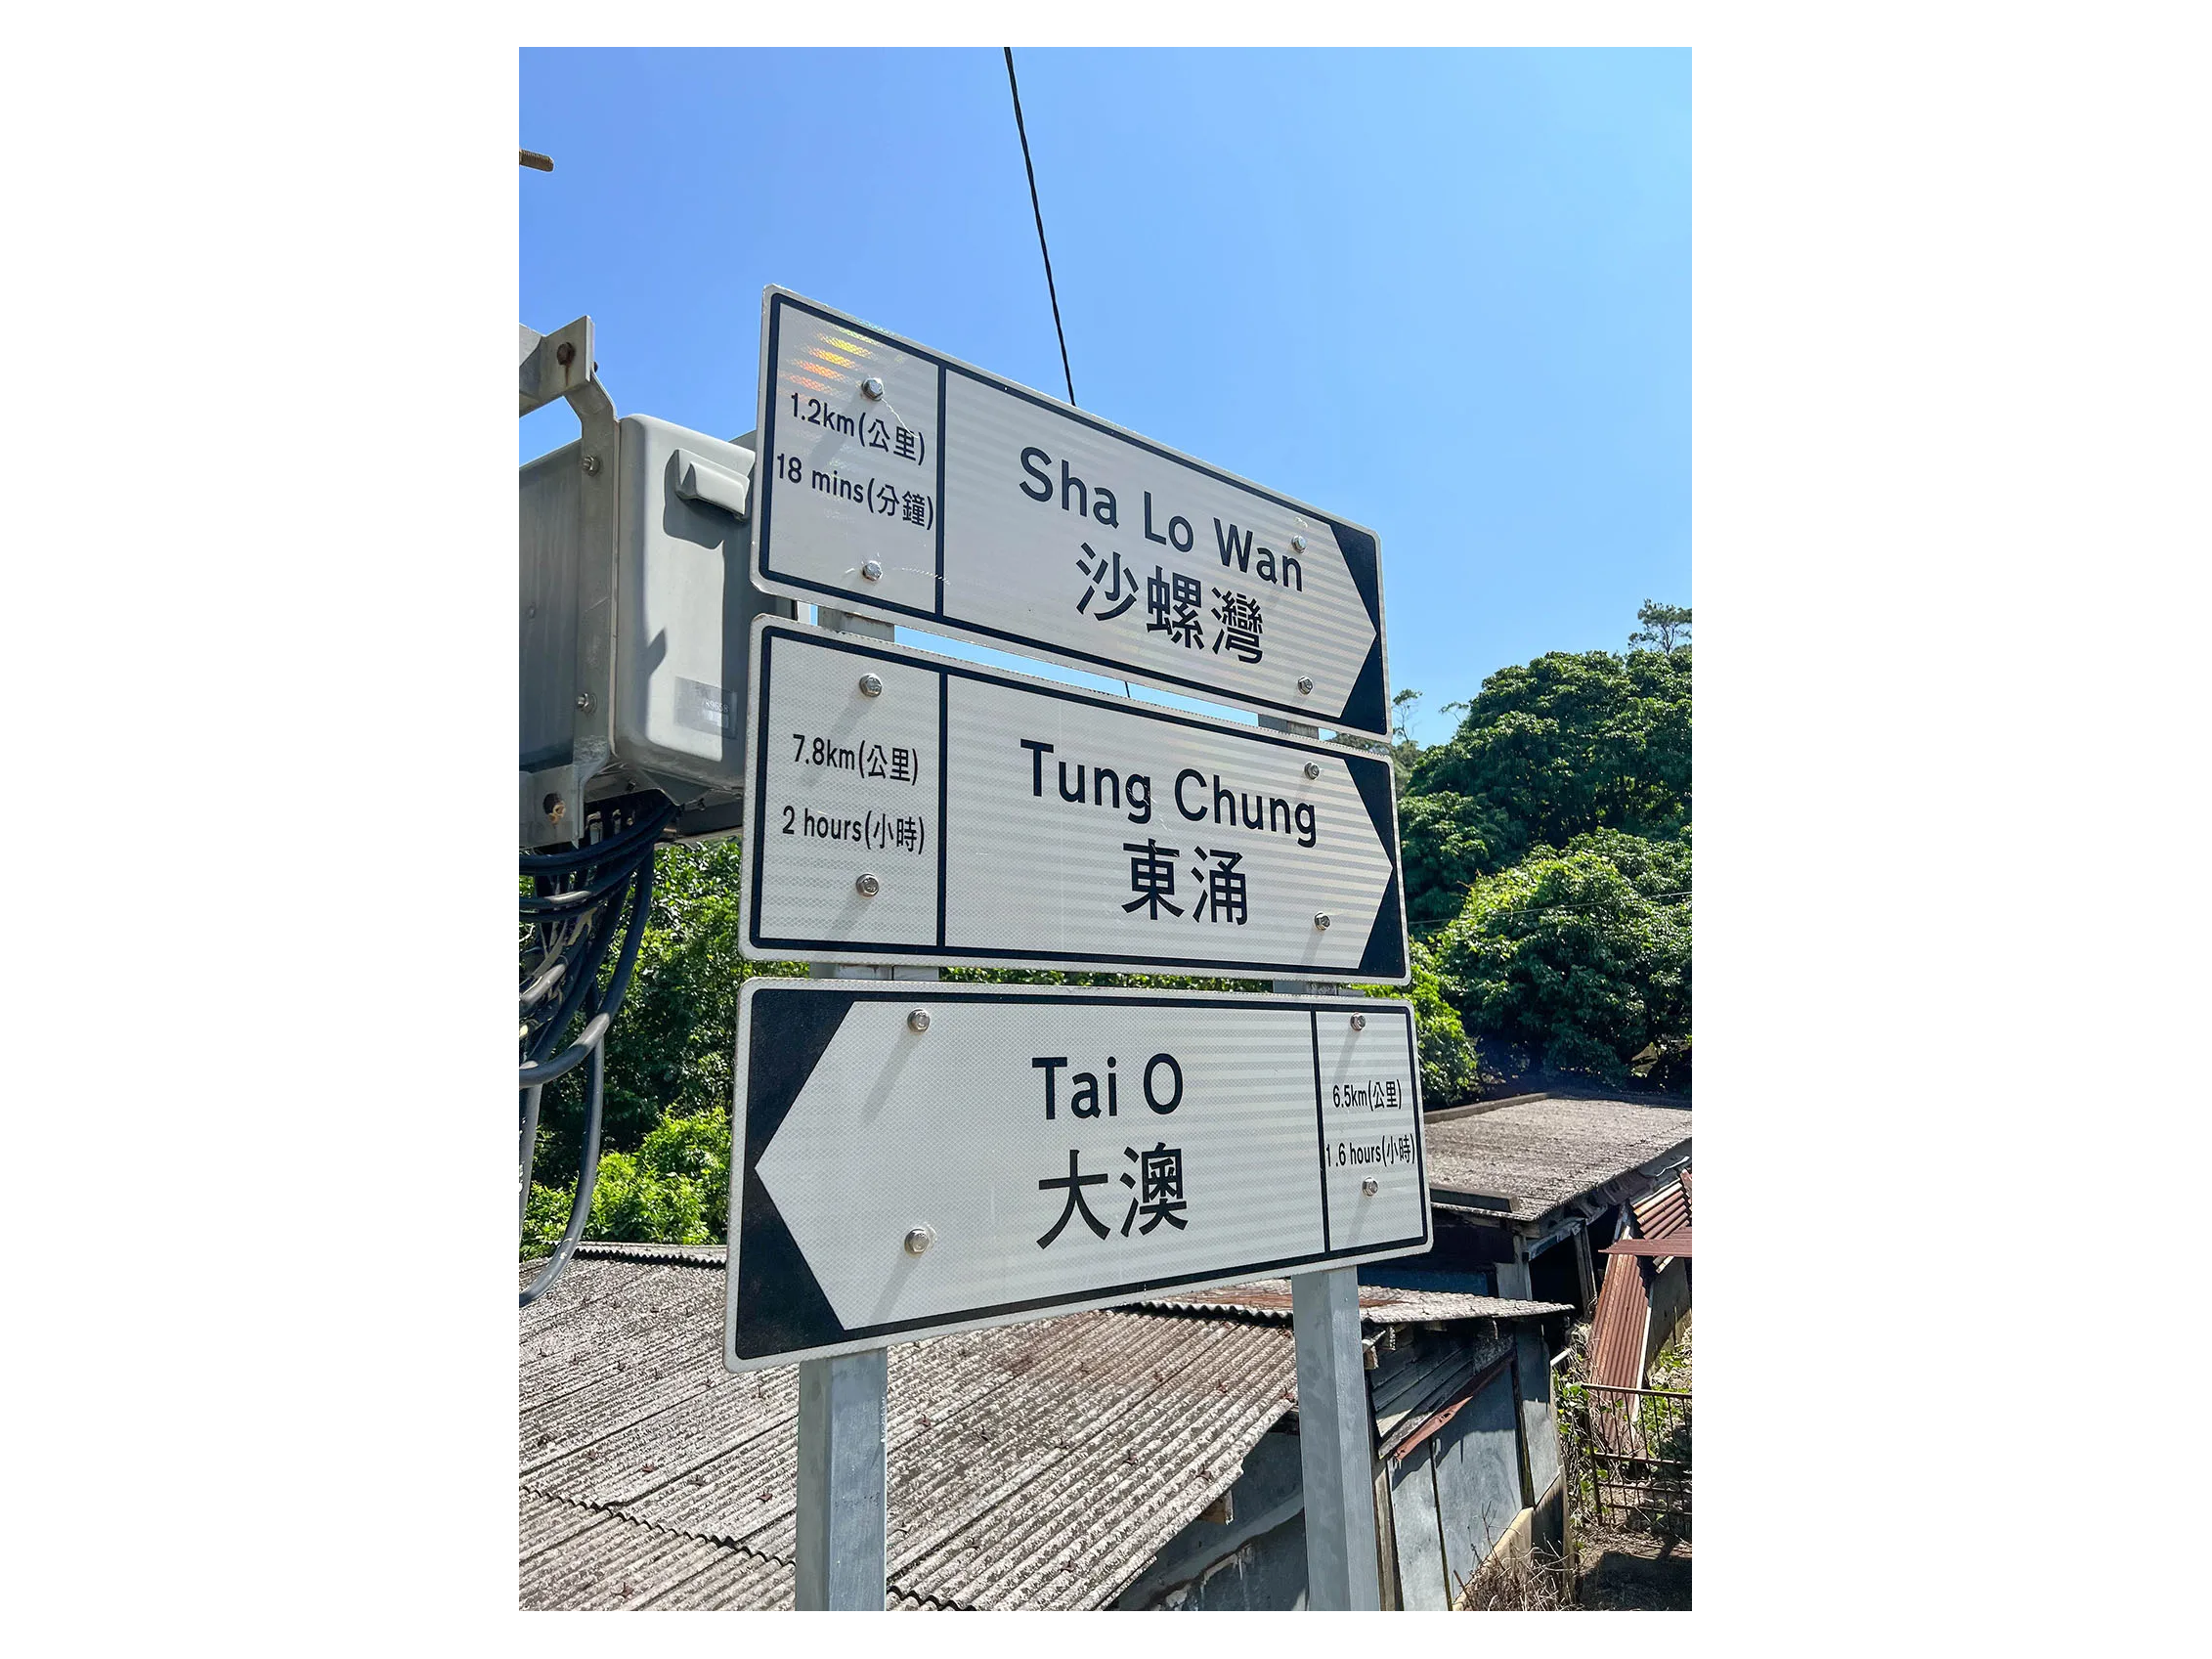 1.2km(公里)
18 mins(分鐘)
Sha Lo Wan
沙螺灣
7.8km(公里)
2 hours(小時)
Tung Chung
東涌
Tai O
大澳
6.5km(公里)
1.6 hours(小時)